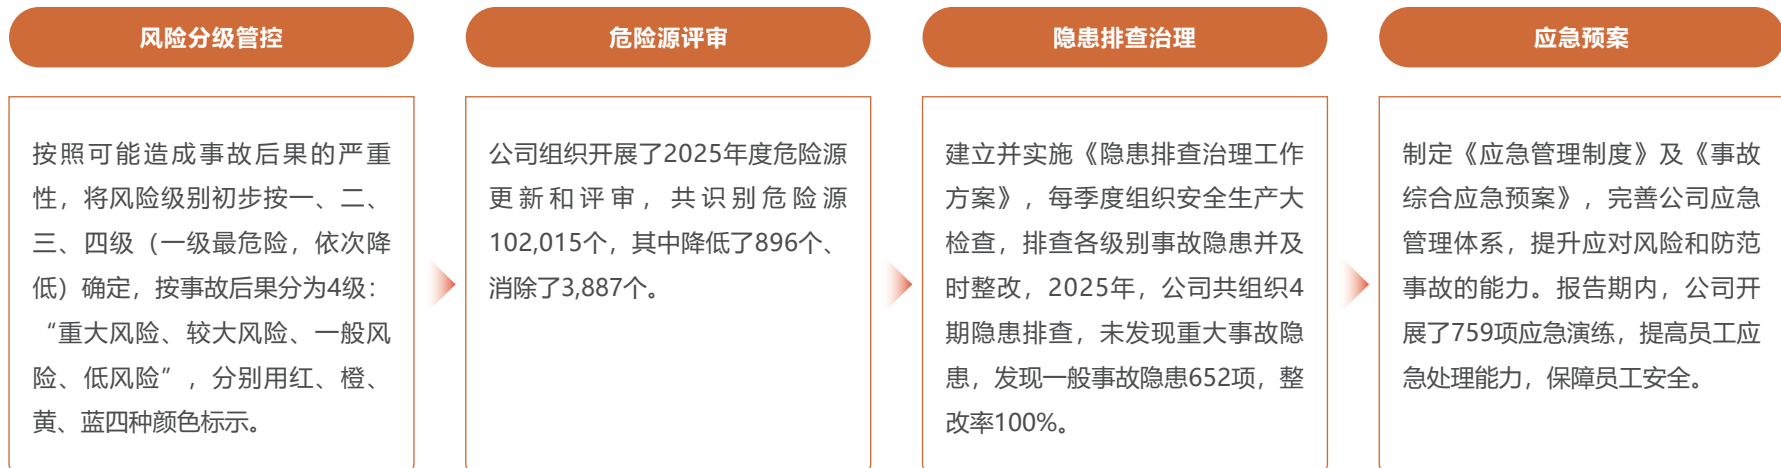 风险分级管控
按照可能造成事故后果的严重
性，将风险级别初步按一、二、
三、四级（一级最危险，依次降
低）确定，按事故后果分为4级：
“重大风险、较大风险、一般风
险、低风险”，分别用红、橙、
黄、蓝四种颜色标示。
危险源评审
公司组织开展了2025年度危险源
更新和评审，共识别危险源
102,015个，其中降低了896个、
消除了3,887个。
隐患排查治理
建立并实施《隐患排查治理工作
方案》，每季度组织安全生产大
检查，排查各级别事故隐患并及
时整改，2025年，公司共组织4
期隐患排查，未发现重大事故隐
患，发现一般事故隐患652项，整
改率100%。
应急预案
制定《应急管理制度》及《事故
综合应急预案》，完善公司应急
管理体系，提升应对风险和防范
事故的能力。报告期内，公司开
展了759项应急演练，提高员工应
急处理能力，保障员工安全。